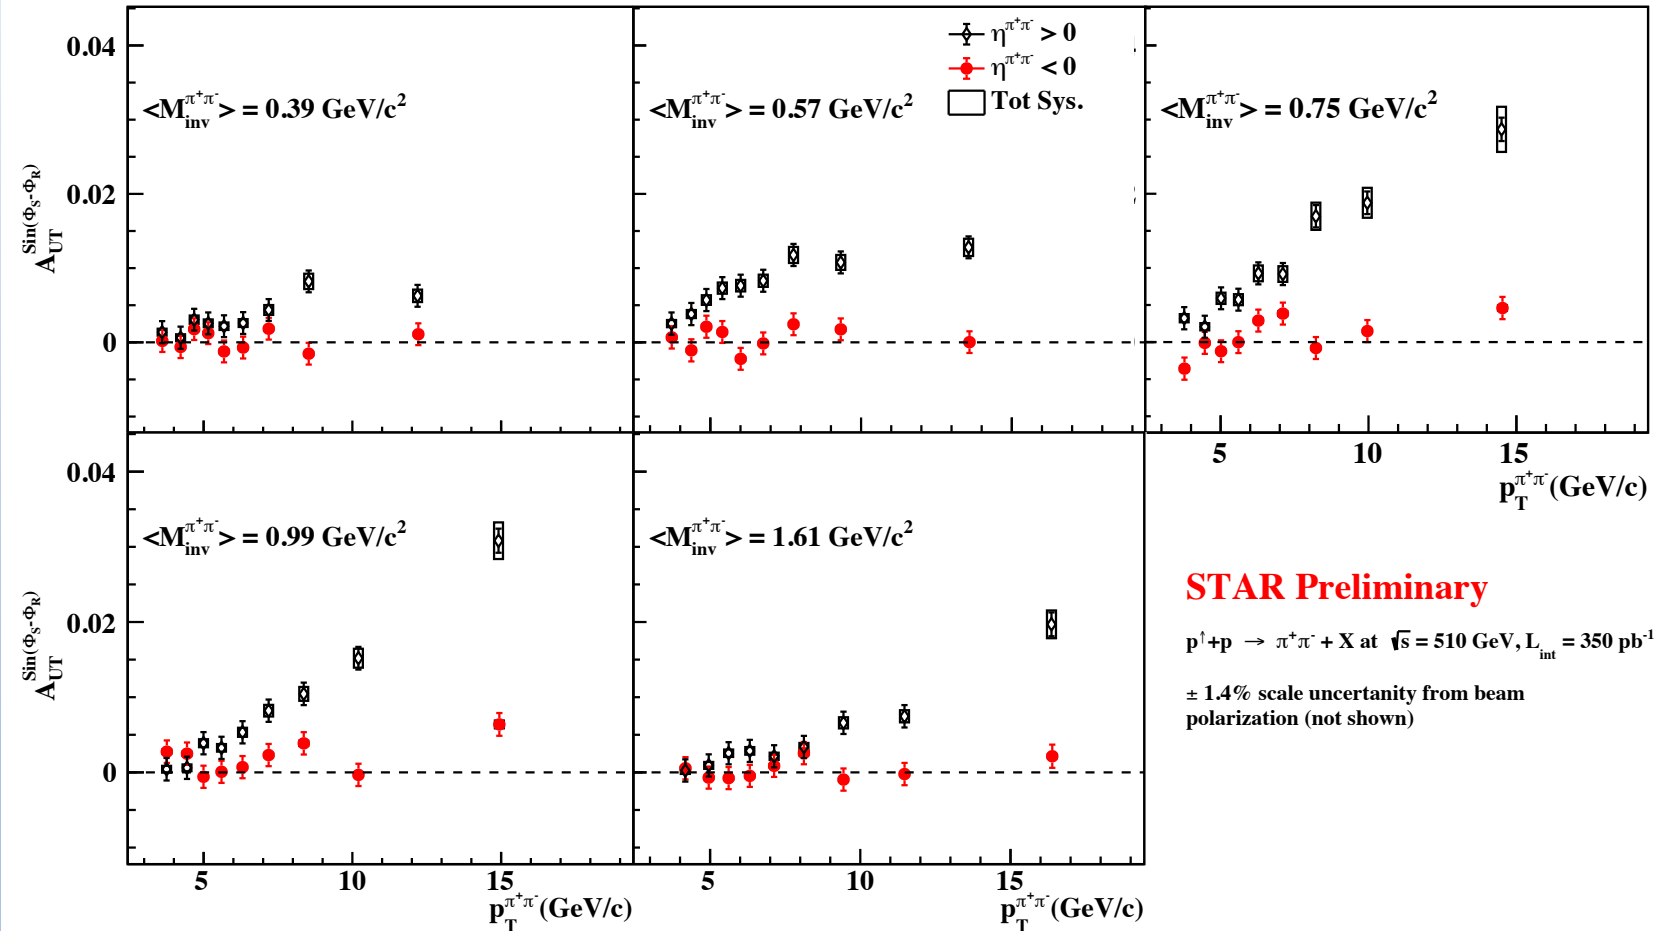 0.04
0.02
0
A_UT^Sin(Φ_S-Φ_R)
<M_inv^π⁺π⁻> = 0.39 GeV/c²
<M_inv^π⁺π⁻> = 0.57 GeV/c²
η^π⁺π⁻ > 0
η^π⁺π⁻ < 0
Tot Sys.
<M_inv^π⁺π⁻> = 0.75 GeV/c²
5 10 15
p_T^π⁺π⁻(GeV/c)
0.04
0.02
0
A_UT^Sin(Φ_S-Φ_R)
<M_inv^π⁺π⁻> = 0.99 GeV/c²
5 10 15
p_T^π⁺π⁻(GeV/c)
<M_inv^π⁺π⁻> = 1.61 GeV/c²
5 10 15
p_T^π⁺π⁻(GeV/c)
STAR Preliminary
p^↑+p → π⁺π⁻ + X at √s = 510 GeV, L_int = 350 pb⁻¹
± 1.4% scale uncertanity from beam
polarization (not shown)